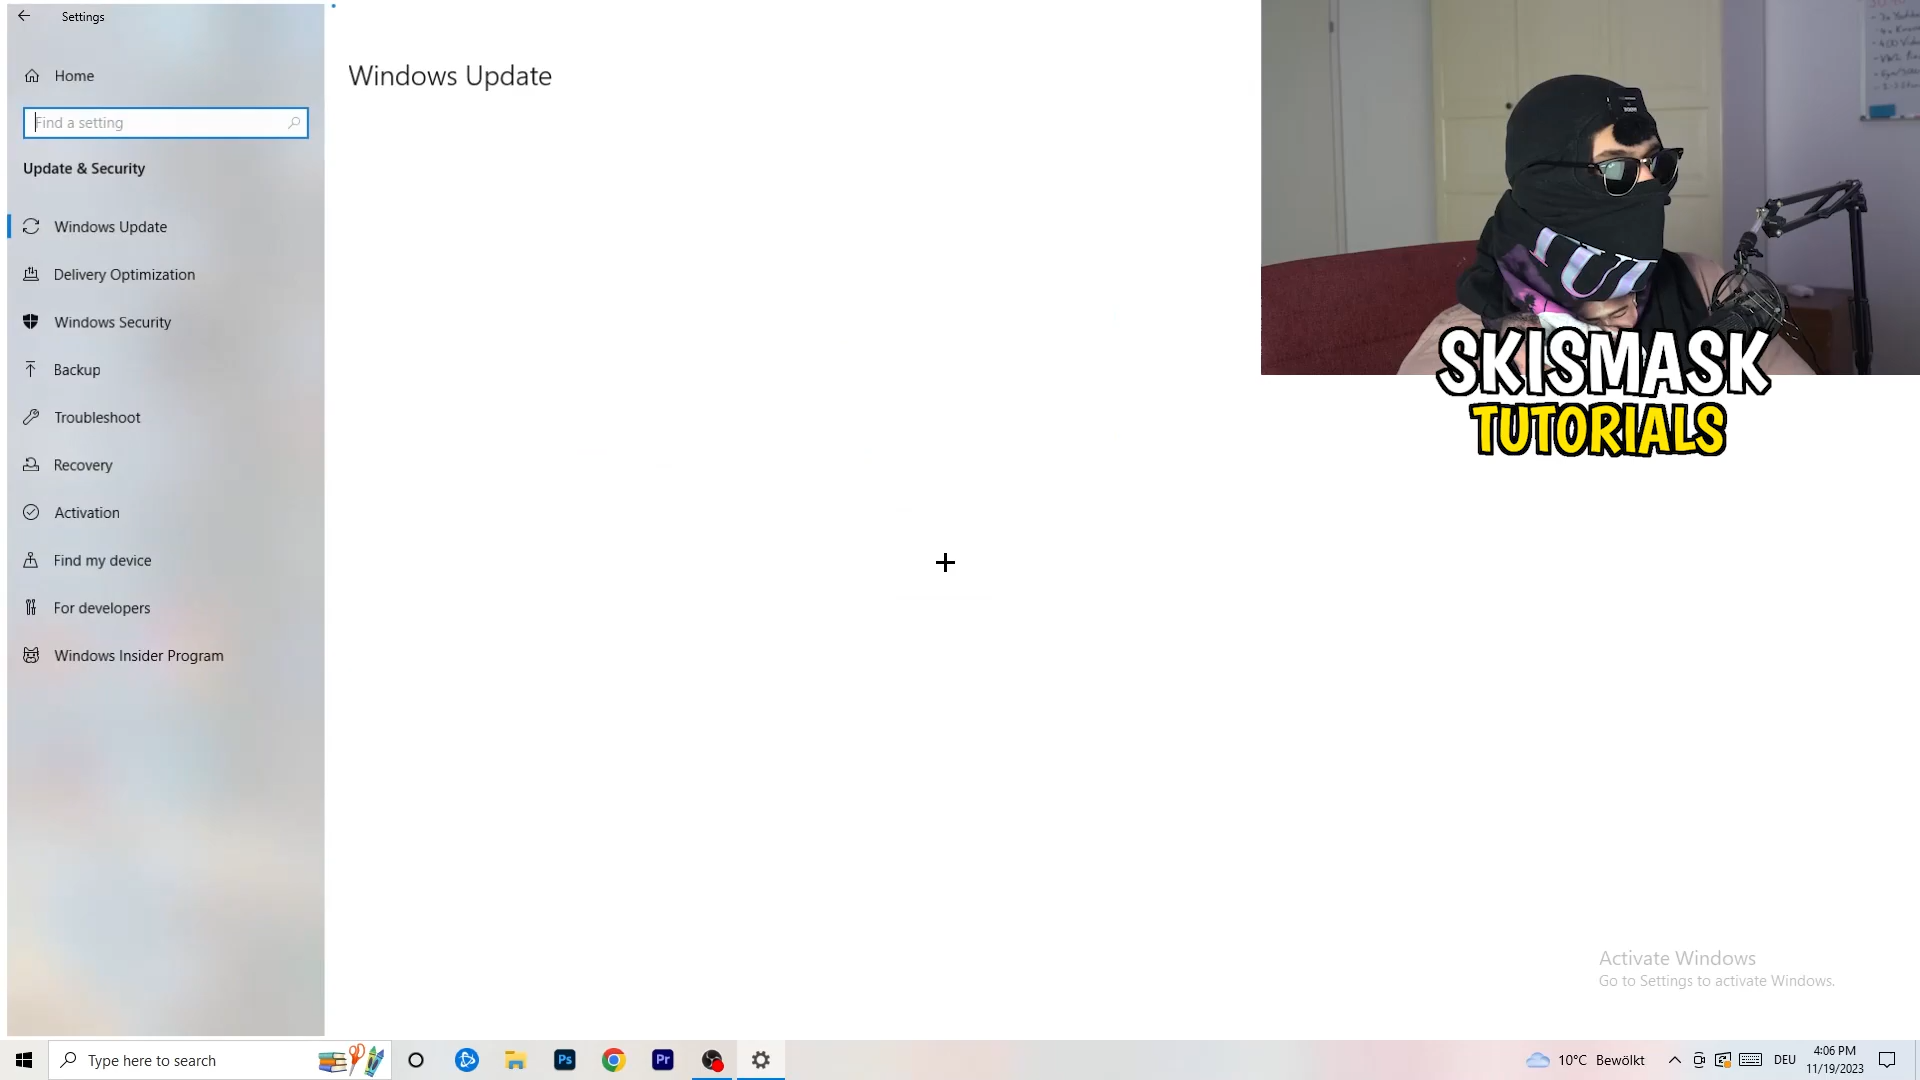 Settings
Home
Find a setting
Update & Security
Windows Update
Delivery Optimization
Windows Security
Backup
Troubleshoot
Recovery
Activation
Find my device
For developers
Windows Insider Program
Windows Update
SKISMASK
TUTORIALS
Activate Windows
Go to Settings to activate Windows.
Type here to search
Ps
Pr
10°C Bewölkt
DEU
4:06 PM
11/19/2023